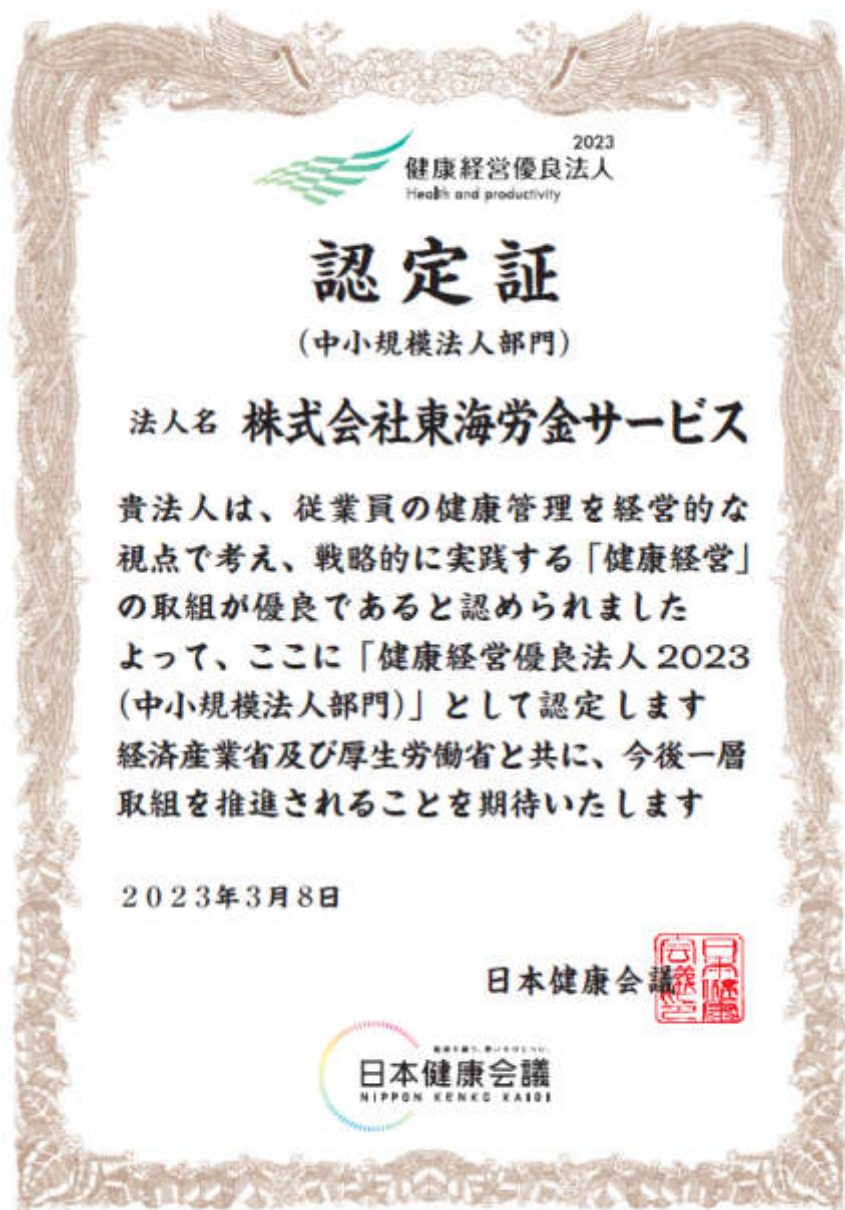 2023
健康経営優良法人
Health and productivity
認定証
(中小規模法人部門)
法人名 株式会社東海労金サービス
貴法人は、従業員の健康管理を経営的な
視点で考え、戦略的に実践する「健康経営」
の取組が優良であると認められました
よって、ここに「健康経営優良法人2023
(中小規模法人部門)」として認定します
経済産業省及び厚生労働省と共に、今後一層
取組を推進されることを期待いたします
2023年3月8日
日本健康会議
日本健康会議印
日本健康会議
NIPPON KENKO KAIGI